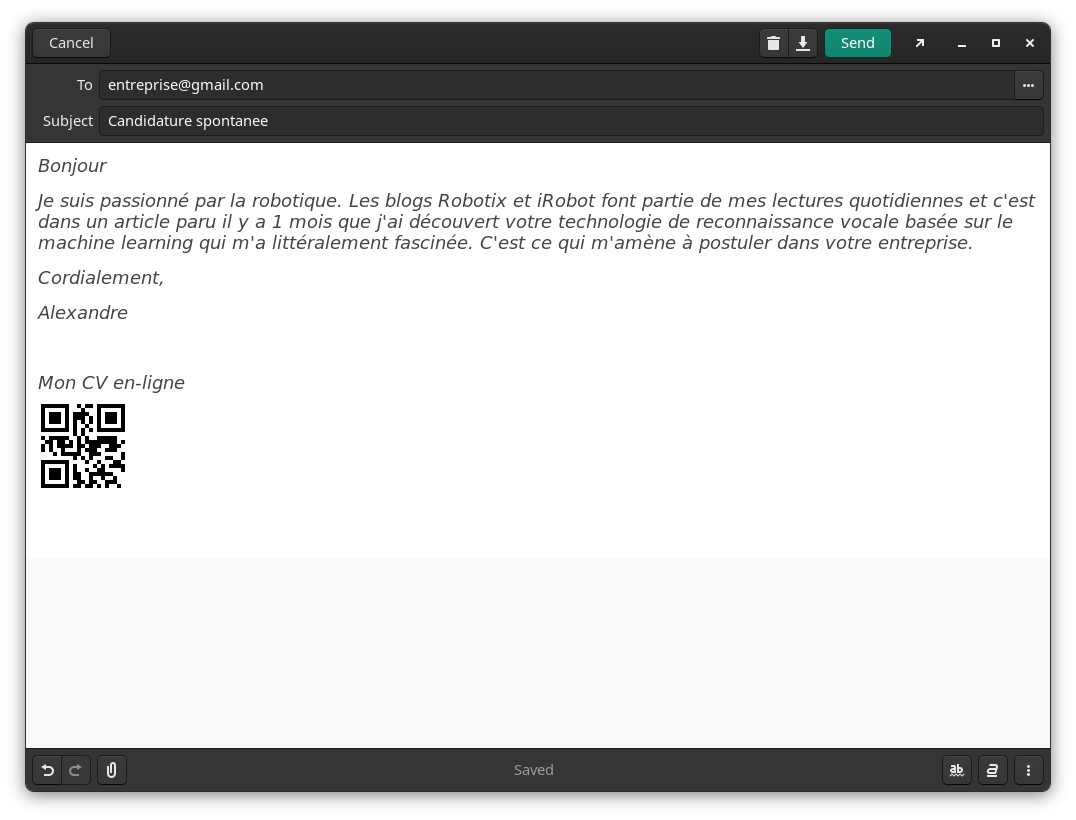 Cancel
Send
To
entreprise@gmail.com
Subject
Candidature spontanee
Bonjour
Je suis passionné par la robotique. Les blogs Robotix et iRobot font partie de mes lectures quotidiennes et c'est
dans un article paru il y a 1 mois que j'ai découvert votre technologie de reconnaissance vocale basée sur le
machine learning qui m'a littéralement fascinée. C'est ce qui m'amène à postuler dans votre entreprise.
Cordialement,
Alexandre
Mon CV en-ligne
Saved
ab
a